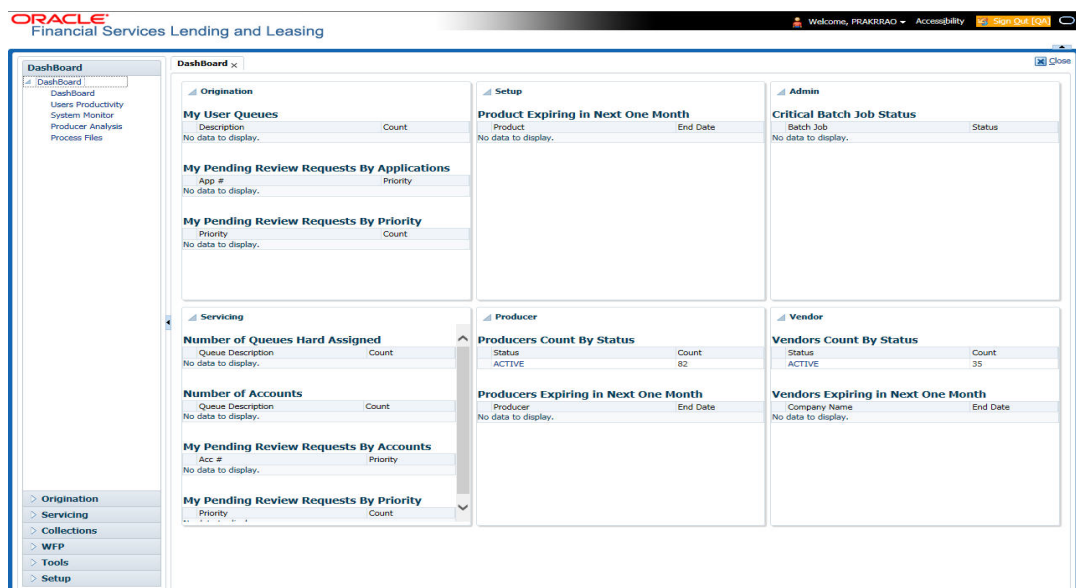 ORACLE
Financial Services Lending and Leasing
Welcome, PRAKRRAO
Accessibility
Sign Out [QA]
DashBoard
DashBoard
DashBoard
Users Productivity
System Monitor
Producer Analysis
Process Files
Origination
Servicing
Collections
WFP
Tools
Setup
DashBoard
Close
Origination
My User Queues
Description Count
No data to display.
My Pending Review Requests By Applications
App # Priority
No data to display.
My Pending Review Requests By Priority
Priority Count
No data to display.
Setup
Product Expiring in Next One Month
Product End Date
No data to display.
Admin
Critical Batch Job Status
Batch Job Status
No data to display.
Servicing
Number of Queues Hard Assigned
Queue Description Count
No data to display.
Number of Accounts
Queue Description Count
No data to display.
My Pending Review Requests By Accounts
Acc # Priority
No data to display.
My Pending Review Requests By Priority
Priority Count
Producer
Producers Count By Status
Status Count
ACTIVE 82
Producers Expiring in Next One Month
Producer End Date
No data to display.
Vendor
Vendors Count By Status
Status Count
ACTIVE 35
Vendors Expiring in Next One Month
Company Name End Date
No data to display.